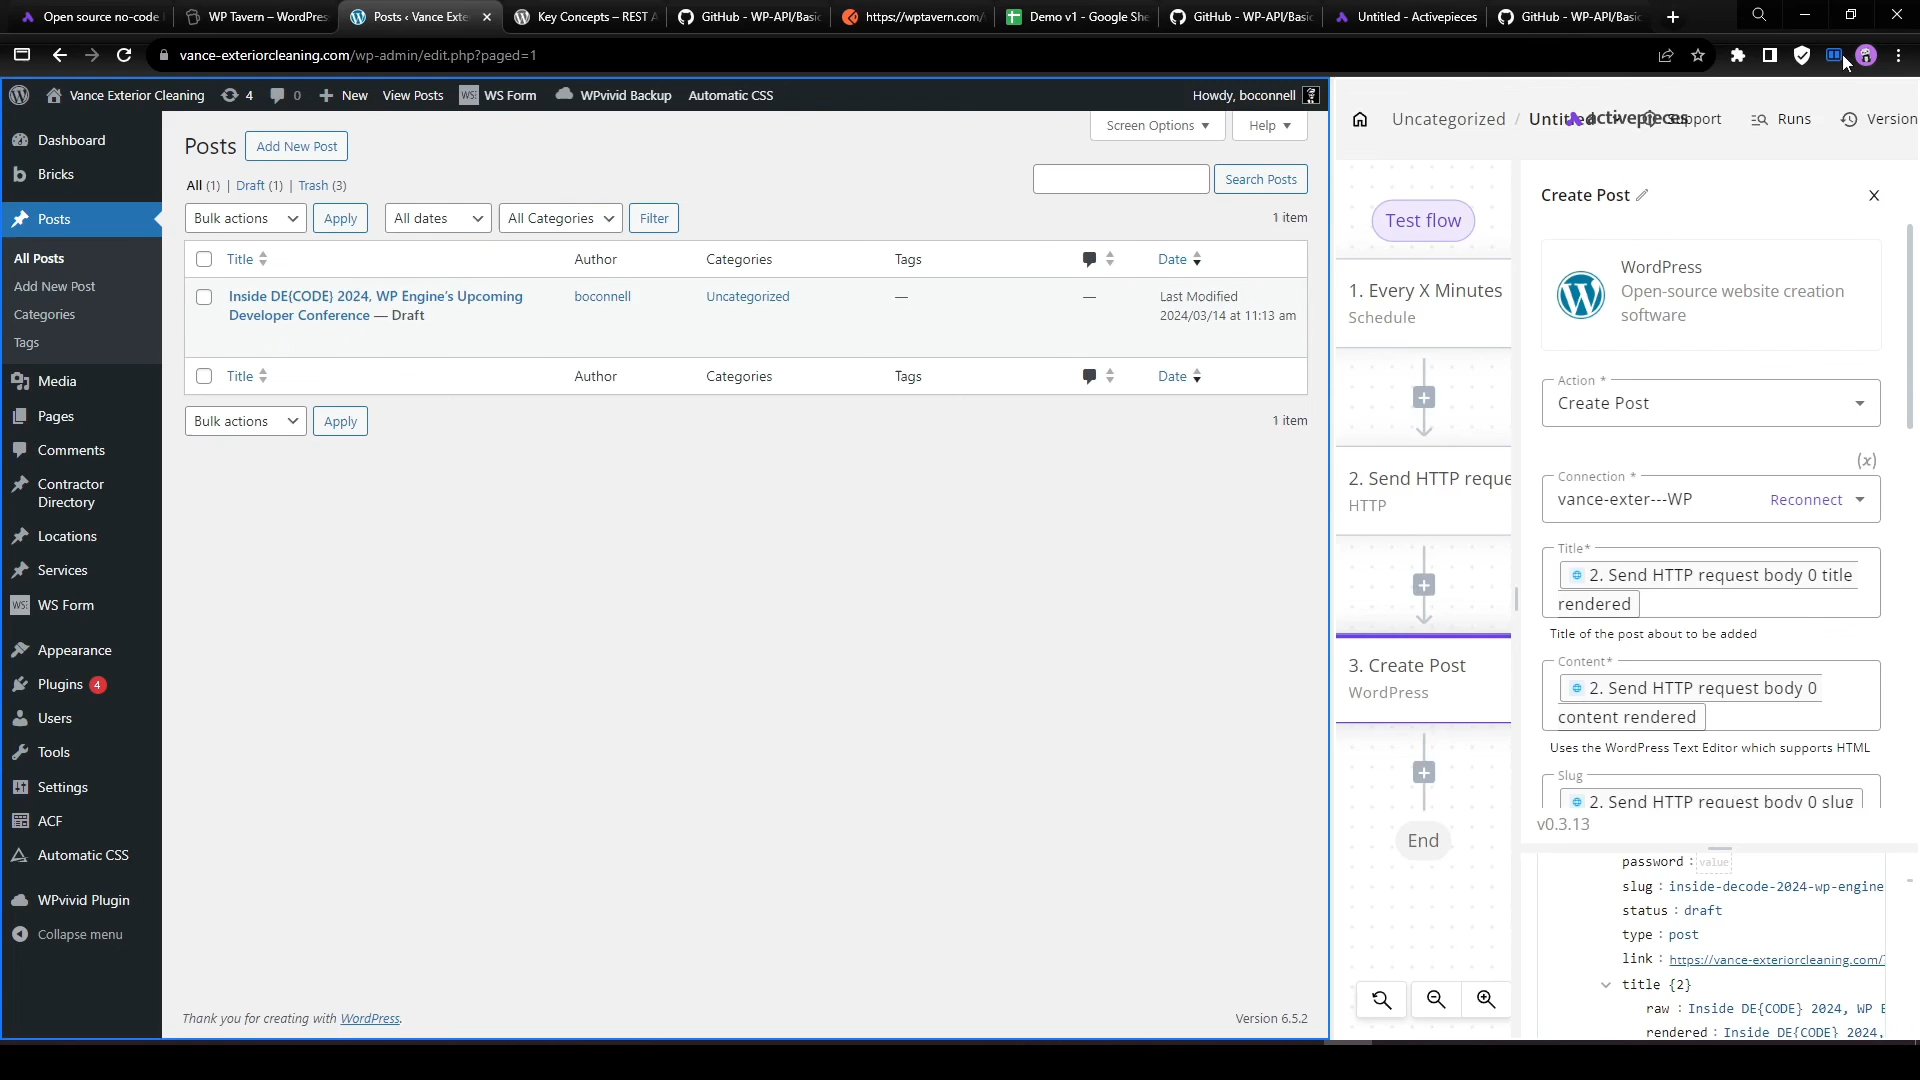 Open source no-code
WP Tavern – WordPress
Posts ‹ Vance Exte
Key Concepts – REST A
GitHub - WP-API/Basic
https://wptavern.com/
Demo v1 - Google She
GitHub - WP-API/Basic
Untitled - Activepieces
GitHub - WP-API/Basic
vance-exteriorcleaning.com/wp-admin/edit.php?paged=1
Vance Exterior Cleaning
4
0
New
View Posts
WS Form
WPvivid Backup
Automatic CSS
Howdy, boconnell
Dashboard
Bricks
Posts
All Posts
Add New Post
Categories
Tags
Media
Pages
Comments
Contractor
Directory
Locations
Services
WS Form
Appearance
Plugins 4
Users
Tools
Settings
ACF
Automatic CSS
WPvivid Plugin
Collapse menu
Screen Options
Help
Posts
Add New Post
All (1) | Draft (1) | Trash (3)
Search Posts
Bulk actions
Apply
All dates
All Categories
Filter
1 item
Title
Author
Categories
Tags
Date
Inside DE{CODE} 2024, WP Engine’s Upcoming
Developer Conference — Draft
boconnell
Uncategorized
—
—
Last Modified
2024/03/14 at 11:13 am
Title
Author
Categories
Tags
Date
Bulk actions
Apply
1 item
Thank you for creating with WordPress.
Version 6.5.2
Uncategorized / Untitled
activepieces
Support
Runs
Version
Test flow
1. Every X Minutes
Schedule
2. Send HTTP reque
HTTP
3. Create Post
WordPress
End
Create Post
WordPress
Open-source website creation
software
Action *
Create Post
(x)
Connection *
vance-exter---WP
Reconnect
Title*
2. Send HTTP request body 0 title
rendered
Title of the post about to be added
Content*
2. Send HTTP request body 0
content rendered
Uses the WordPress Text Editor which supports HTML
Slug
2. Send HTTP request body 0 slug
v0.3.13
password : value
slug : inside-decode-2024-wp-engine
status : draft
type : post
link : https://vance-exteriorcleaning.com/
title {2}
raw : Inside DE{CODE} 2024, WP E
rendered : Inside DE{CODE} 2024,